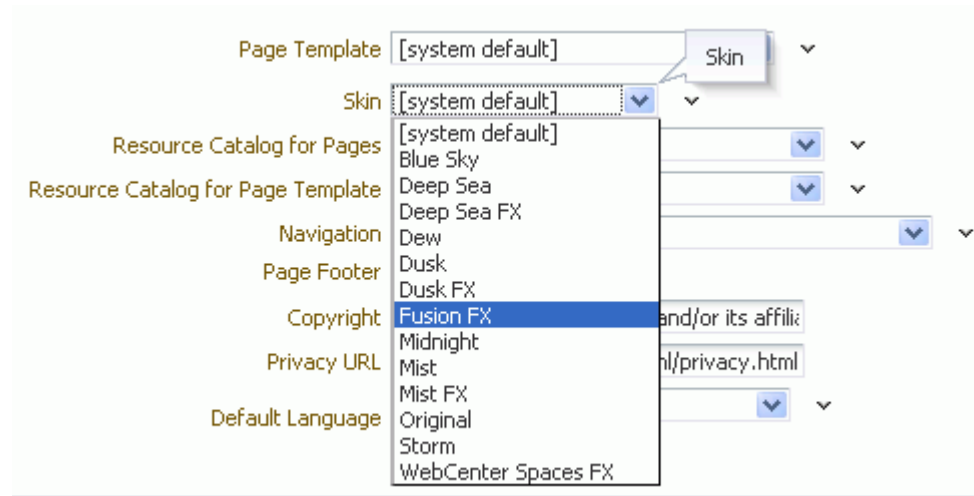 Page Template [system default]
Skin
Skin [system default]
[system default]
Resource Catalog for Pages
Blue Sky
Deep Sea
Resource Catalog for Page Template
Deep Sea FX
Navigation
Dew
Dusk
Page Footer
Dusk FX
Copyright
Fusion FX
and/or its affilia
Midnight
Privacy URL
Mist
ml/privacy.html
Mist FX
Default Language
Original
Storm
WebCenter Spaces FX